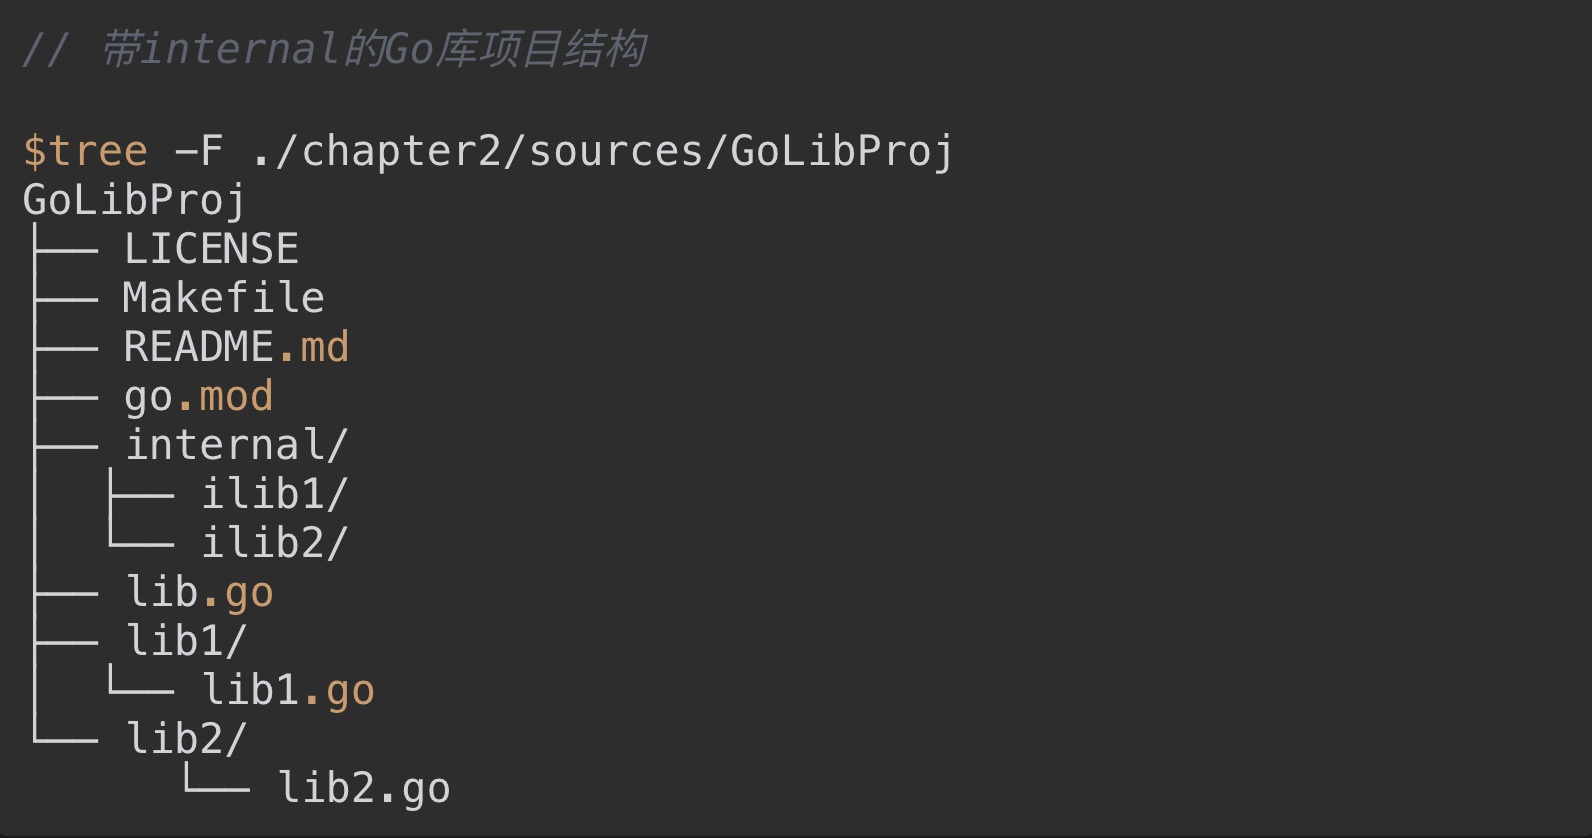 // 带internal的Go库项目结构
$tree -F ./chapter2/sources/GoLibProj
GoLibProj
├── LICENSE
├── Makefile
├── README.md
├── go.mod
├── internal/
│   ├── ilib1/
│   └── ilib2/
├── lib.go
├── lib1/
│   └── lib1.go
└── lib2/
      └── lib2.go